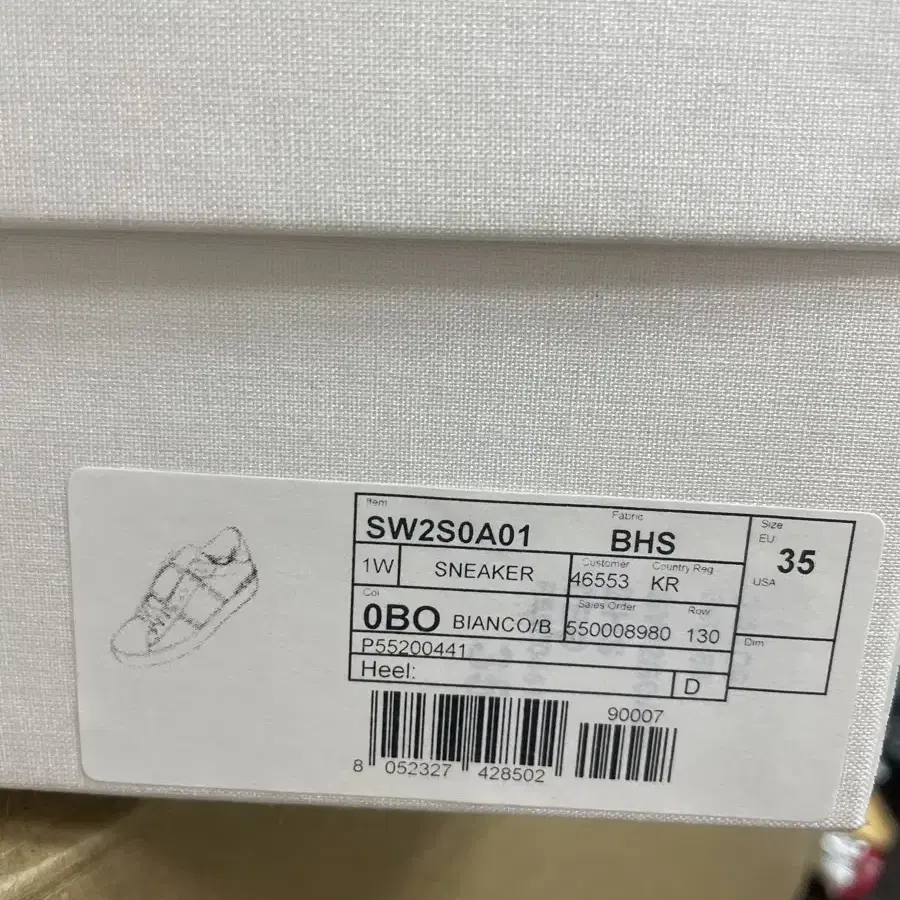 Item Fabric Size
SW2S0A01 BHS EU 35
1W SNEAKER Customer 46553 Country Reg KR USA
Col Sales Order Row
0BO BIANCO/B 550008980 130 Dim
P55200441
Heel: D
90007
8 052327 428502